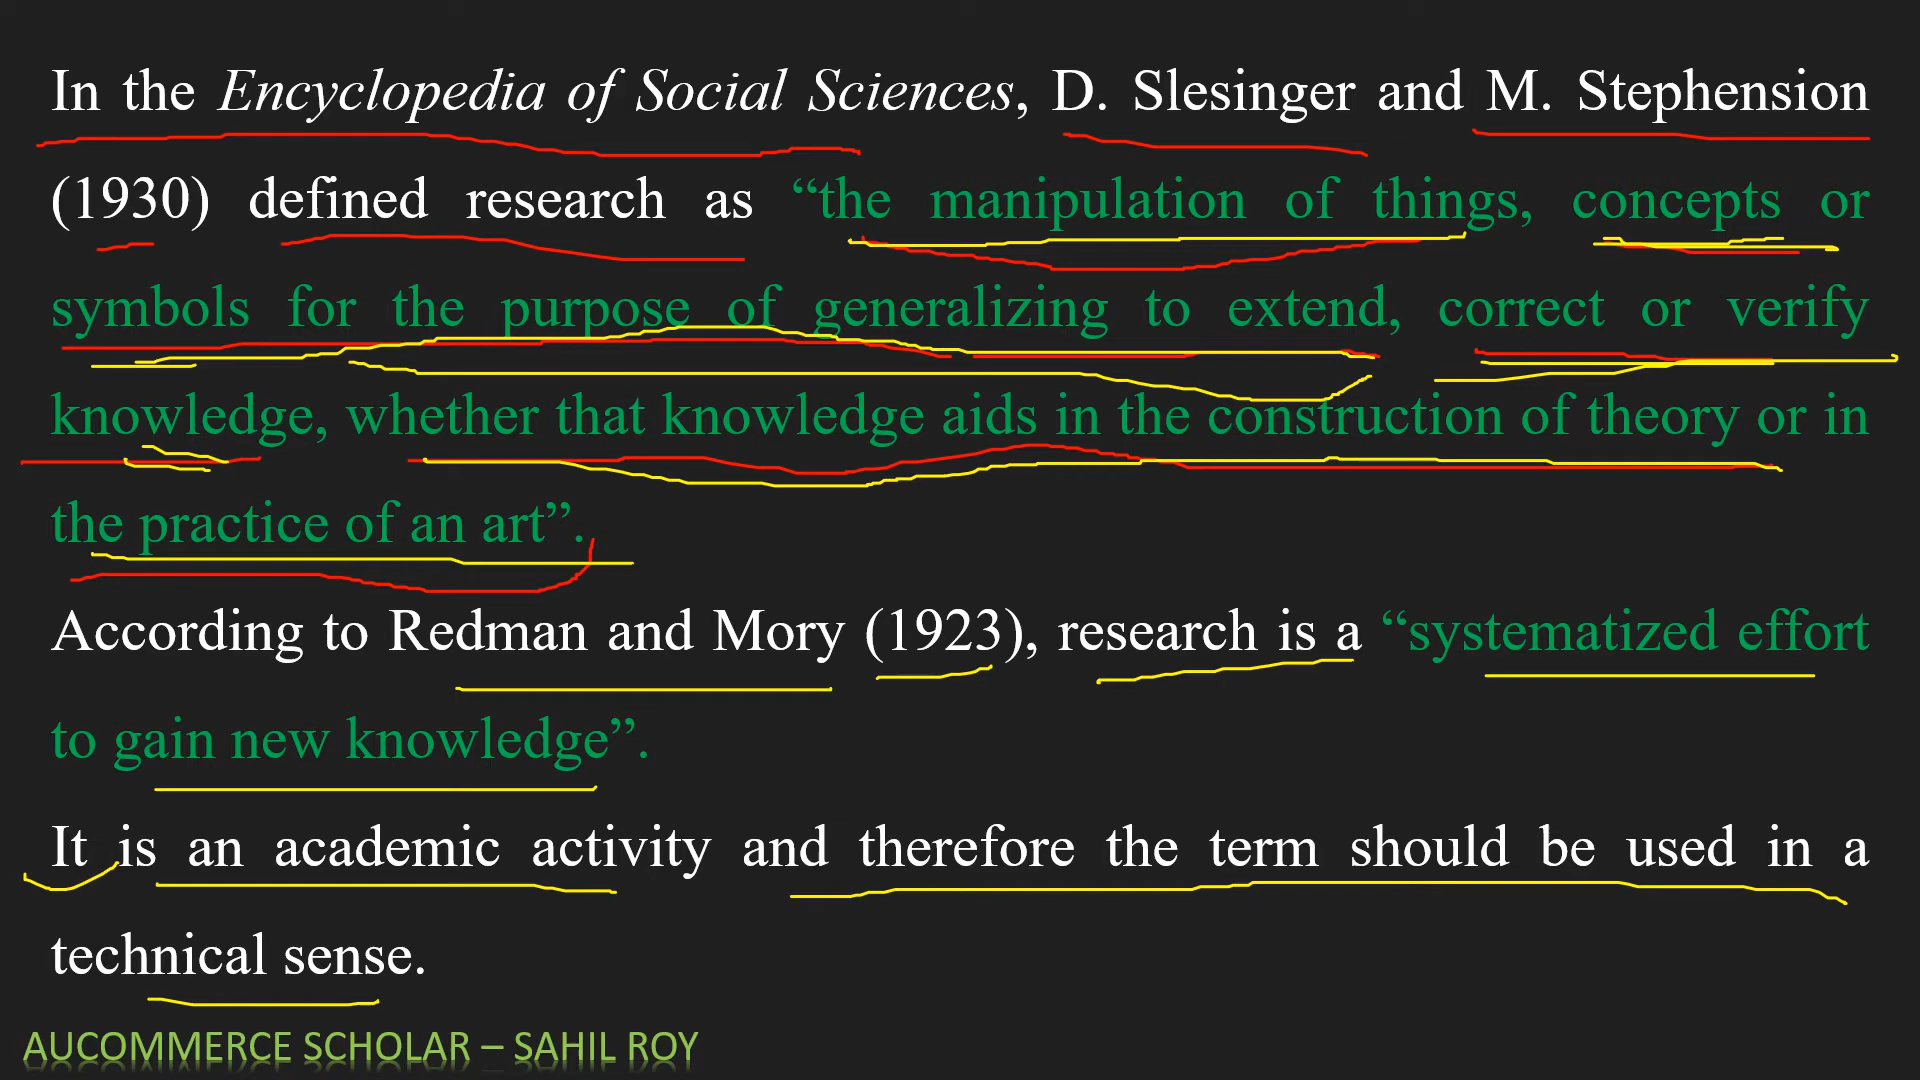 In the Encyclopedia of Social Sciences, D. Slesinger and M. Stephension
(1930) defined research as “the manipulation of things, concepts or
symbols for the purpose of generalizing to extend, correct or verify
knowledge, whether that knowledge aids in the construction of theory or in
the practice of an art”.
According to Redman and Mory (1923), research is a “systematized effort
to gain new knowledge”.
It is an academic activity and therefore the term should be used in a
technical sense.
AUCOMMERCE SCHOLAR – SAHIL ROY